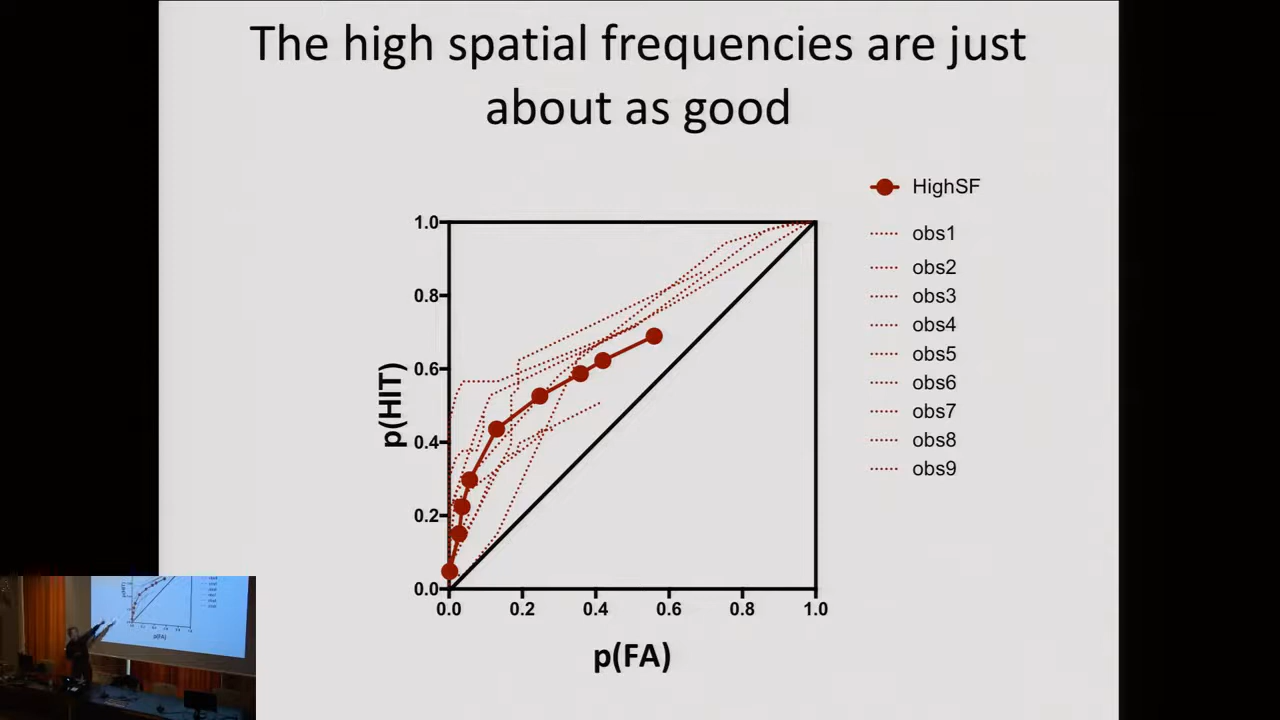 The high spatial frequencies are just
about as good
HighSF
obs1
obs2
obs3
obs4
obs5
obs6
obs7
obs8
obs9
1.0
0.8
0.6
0.4
0.2
0.0
p(HIT)
0.0 0.2 0.4 0.6 0.8 1.0
p(FA)
p(HIT)
p(FA)